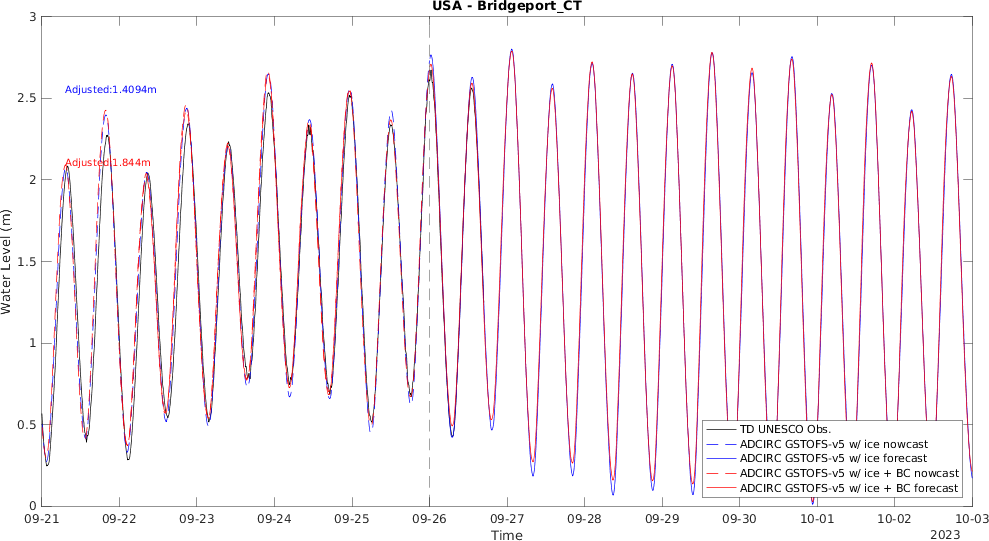 USA - Bridgeport_CT
3
2.5
2
1.5
1
0.5
0
Water Level (m)
Adjusted:1.4094m
Adjusted:1.844m
TD UNESCO Obs.
ADCIRC GSTOFS-v5 w/ ice nowcast
ADCIRC GSTOFS-v5 w/ ice forecast
ADCIRC GSTOFS-v5 w/ ice + BC nowcast
ADCIRC GSTOFS-v5 w/ ice + BC forecast
09-21 09-22 09-23 09-24 09-25 09-26 09-27 09-28 09-29 09-30 10-01 10-02 10-03
Time
2023